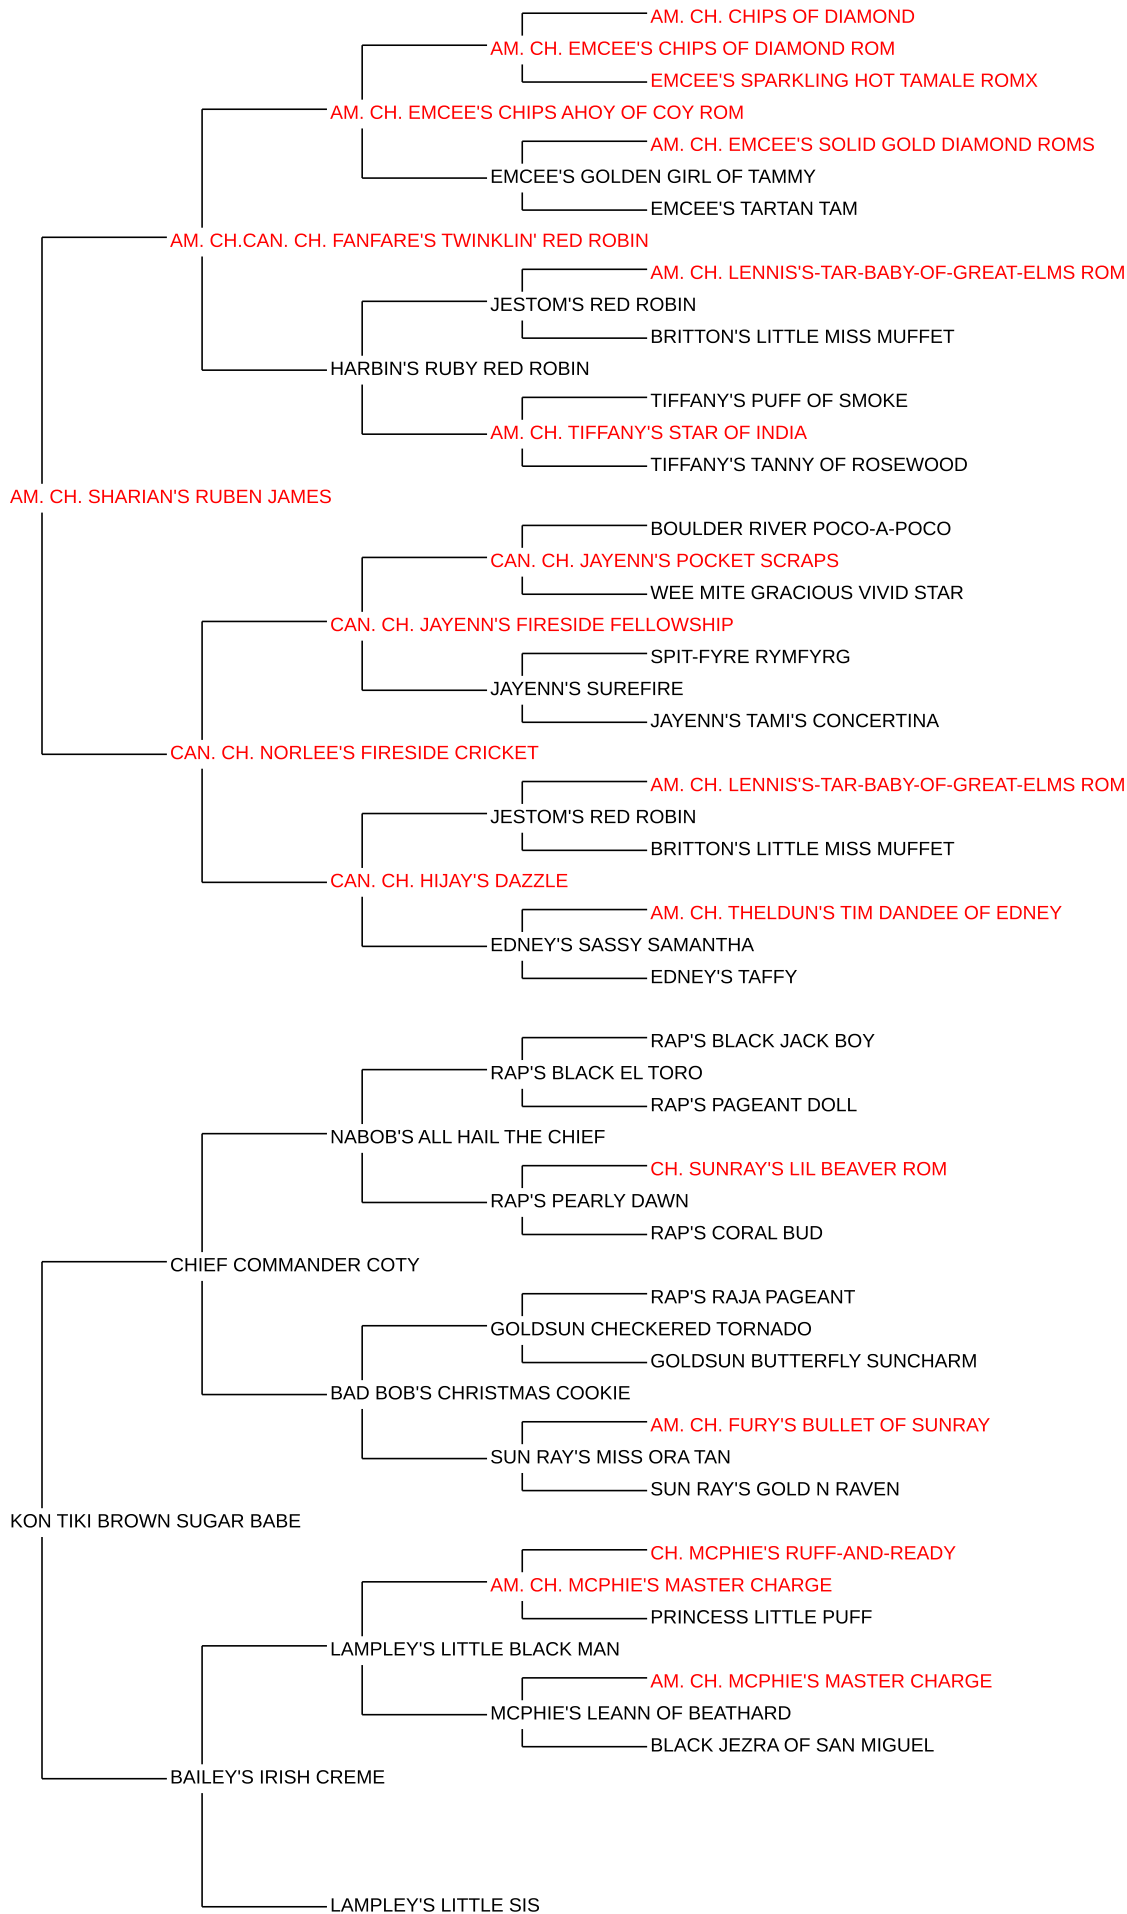 AM. CH. CHIPS OF DIAMOND
AM. CH. EMCEE'S CHIPS OF DIAMOND ROM
EMCEE'S SPARKLING HOT TAMALE ROMX
AM. CH. EMCEE'S CHIPS AHOY OF COY ROM
AM. CH. EMCEE'S SOLID GOLD DIAMOND ROMS
EMCEE'S GOLDEN GIRL OF TAMMY
EMCEE'S TARTAN TAM
AM. CH.CAN. CH. FANFARE'S TWINKLIN' RED ROBIN
AM. CH. LENNIS'S-TAR-BABY-OF-GREAT-ELMS ROM
JESTOM'S RED ROBIN
BRITTON'S LITTLE MISS MUFFET
HARBIN'S RUBY RED ROBIN
TIFFANY'S PUFF OF SMOKE
AM. CH. TIFFANY'S STAR OF INDIA
TIFFANY'S TANNY OF ROSEWOOD
AM. CH. SHARIAN'S RUBEN JAMES
BOULDER RIVER POCO-A-POCO
CAN. CH. JAYENN'S POCKET SCRAPS
WEE MITE GRACIOUS VIVID STAR
CAN. CH. JAYENN'S FIRESIDE FELLOWSHIP
SPIT-FYRE RYMFYRG
JAYENN'S SUREFIRE
JAYENN'S TAMI'S CONCERTINA
CAN. CH. NORLEE'S FIRESIDE CRICKET
AM. CH. LENNIS'S-TAR-BABY-OF-GREAT-ELMS ROM
JESTOM'S RED ROBIN
BRITTON'S LITTLE MISS MUFFET
CAN. CH. HIJAY'S DAZZLE
AM. CH. THELDUN'S TIM DANDEE OF EDNEY
EDNEY'S SASSY SAMANTHA
EDNEY'S TAFFY
RAP'S BLACK JACK BOY
RAP'S BLACK EL TORO
RAP'S PAGEANT DOLL
NABOB'S ALL HAIL THE CHIEF
CH. SUNRAY'S LIL BEAVER ROM
RAP'S PEARLY DAWN
RAP'S CORAL BUD
CHIEF COMMANDER COTY
RAP'S RAJA PAGEANT
GOLDSUN CHECKERED TORNADO
GOLDSUN BUTTERFLY SUNCHARM
BAD BOB'S CHRISTMAS COOKIE
AM. CH. FURY'S BULLET OF SUNRAY
SUN RAY'S MISS ORA TAN
SUN RAY'S GOLD N RAVEN
KON TIKI BROWN SUGAR BABE
CH. MCPHIE'S RUFF-AND-READY
AM. CH. MCPHIE'S MASTER CHARGE
PRINCESS LITTLE PUFF
LAMPLEY'S LITTLE BLACK MAN
AM. CH. MCPHIE'S MASTER CHARGE
MCPHIE'S LEANN OF BEATHARD
BLACK JEZRA OF SAN MIGUEL
BAILEY'S IRISH CREME
LAMPLEY'S LITTLE SIS